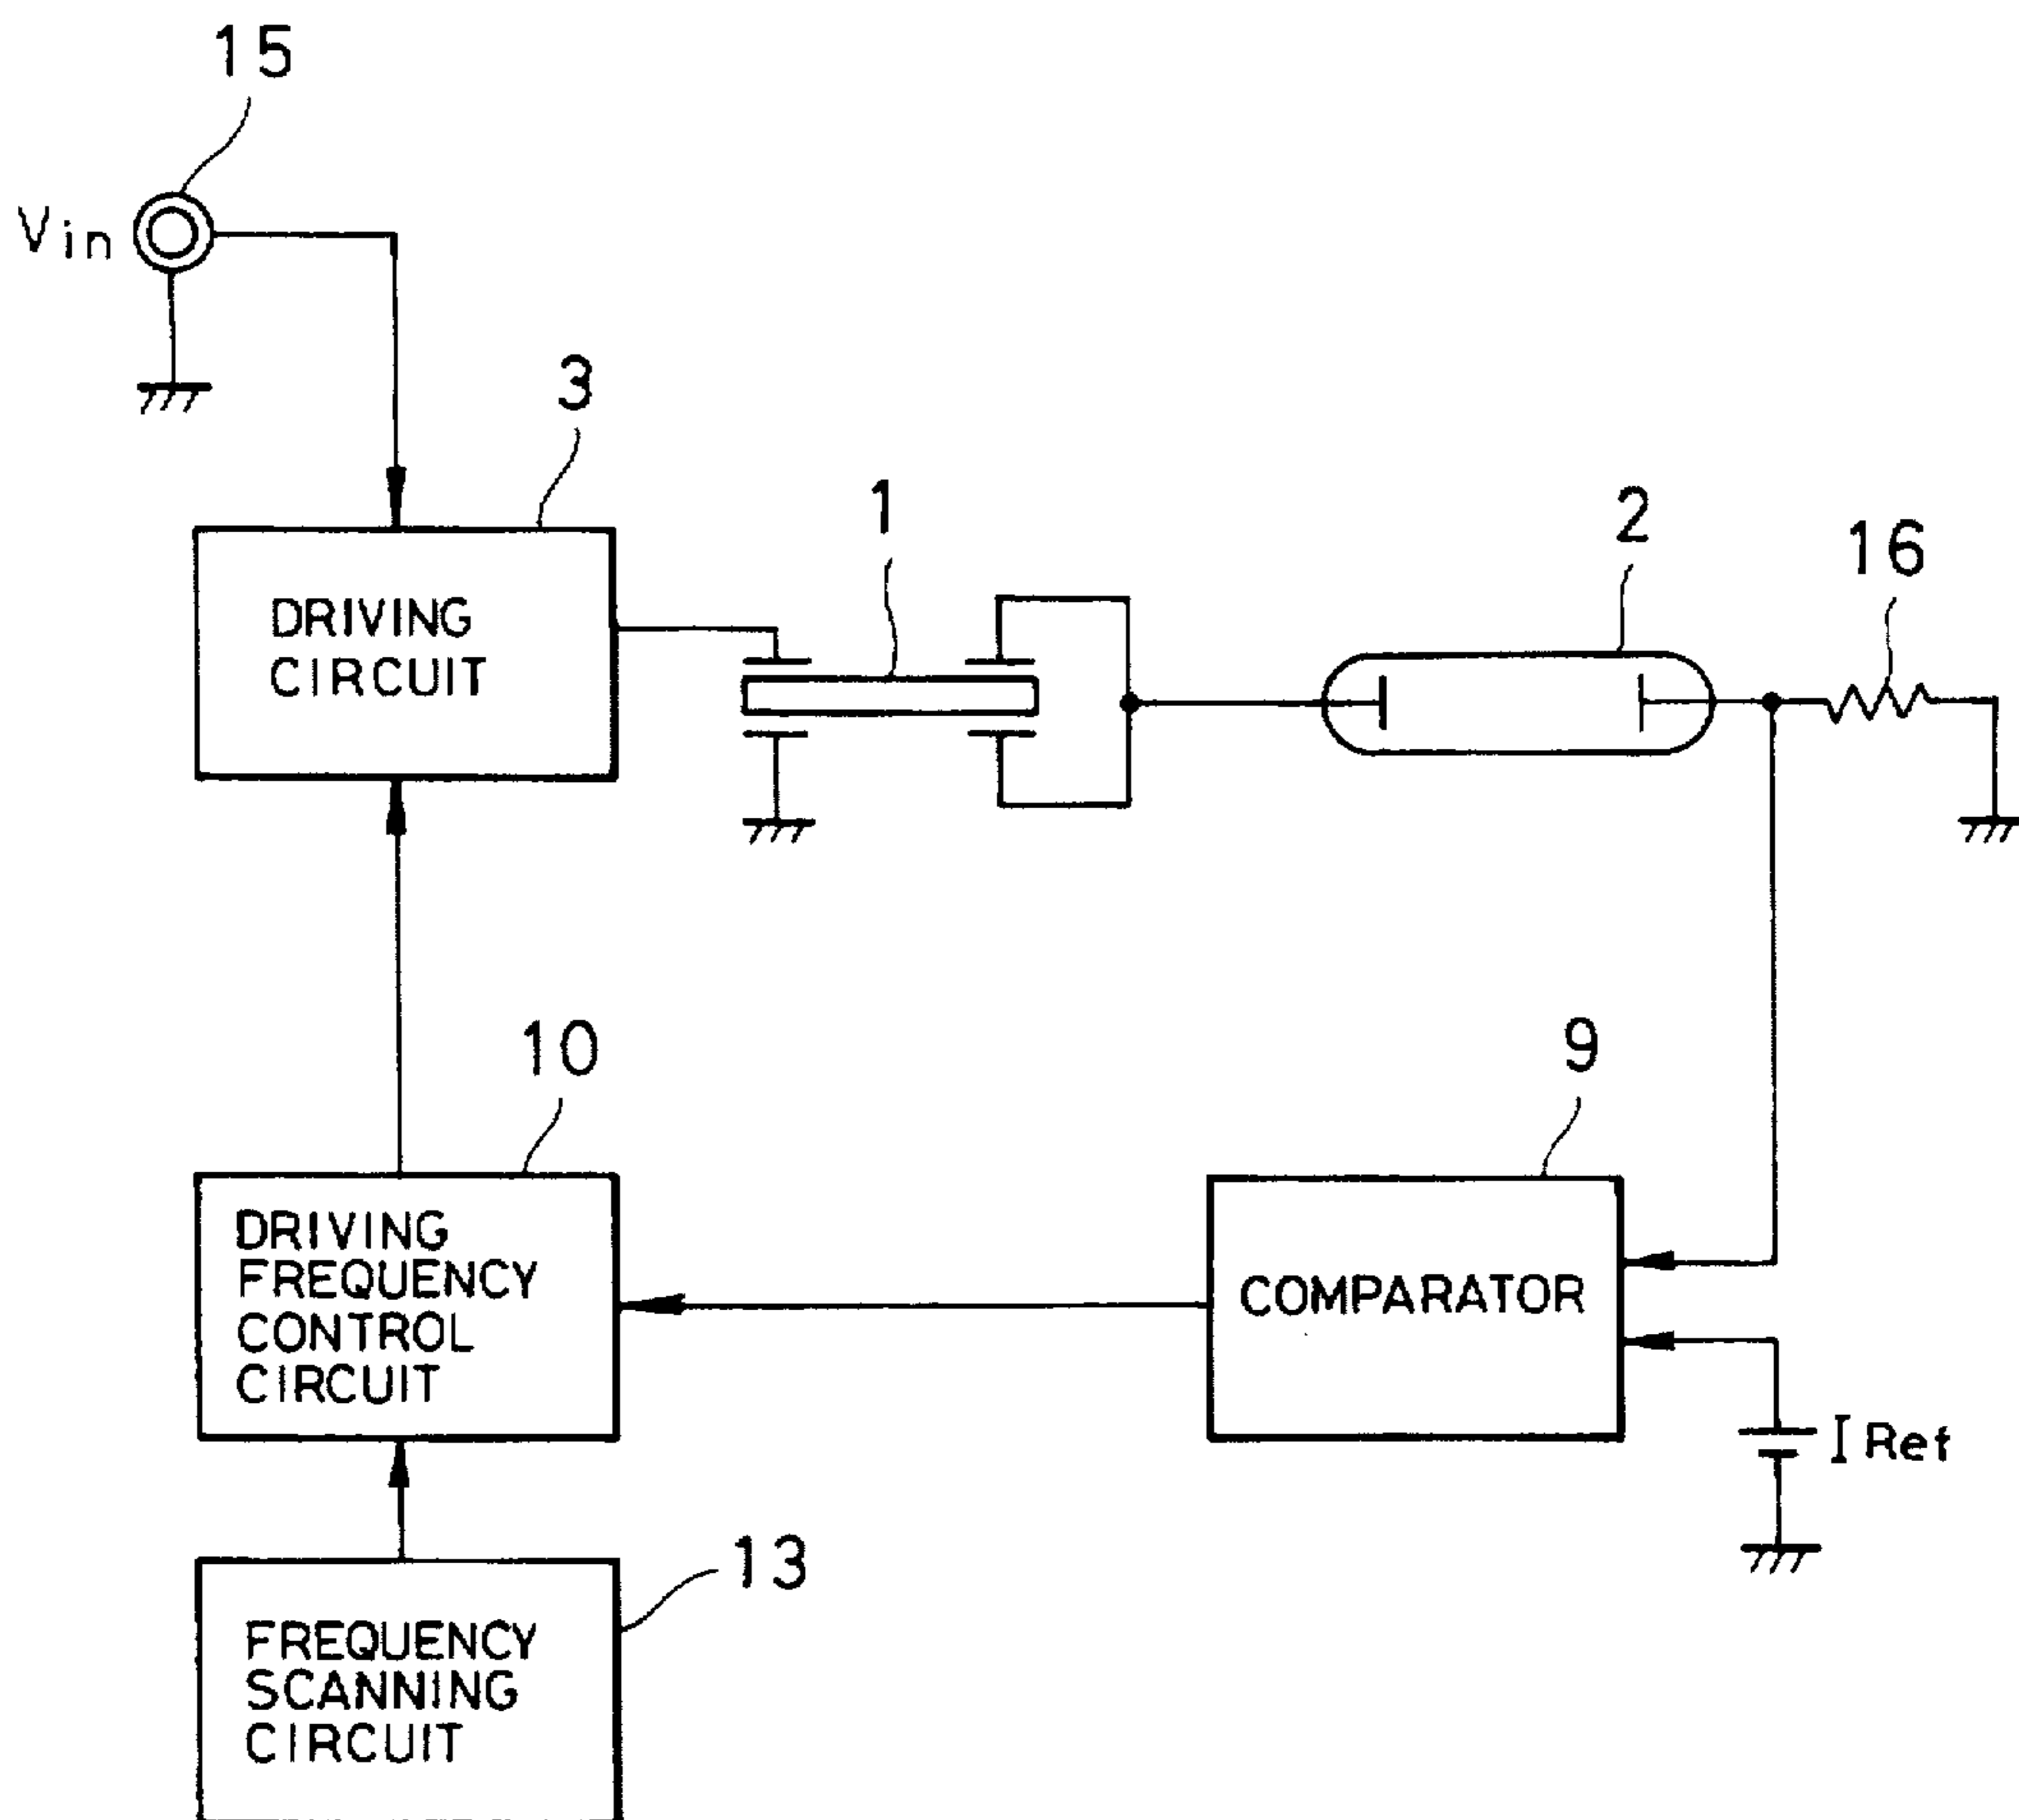 15
Vin
3
DRIVING
CIRCUIT
1
2
16
10
9
DRIVING
FREQUENCY
CONTROL
CIRCUIT
COMPARATOR
I Ref
13
FREQUENCY
SCANNING
CIRCUIT